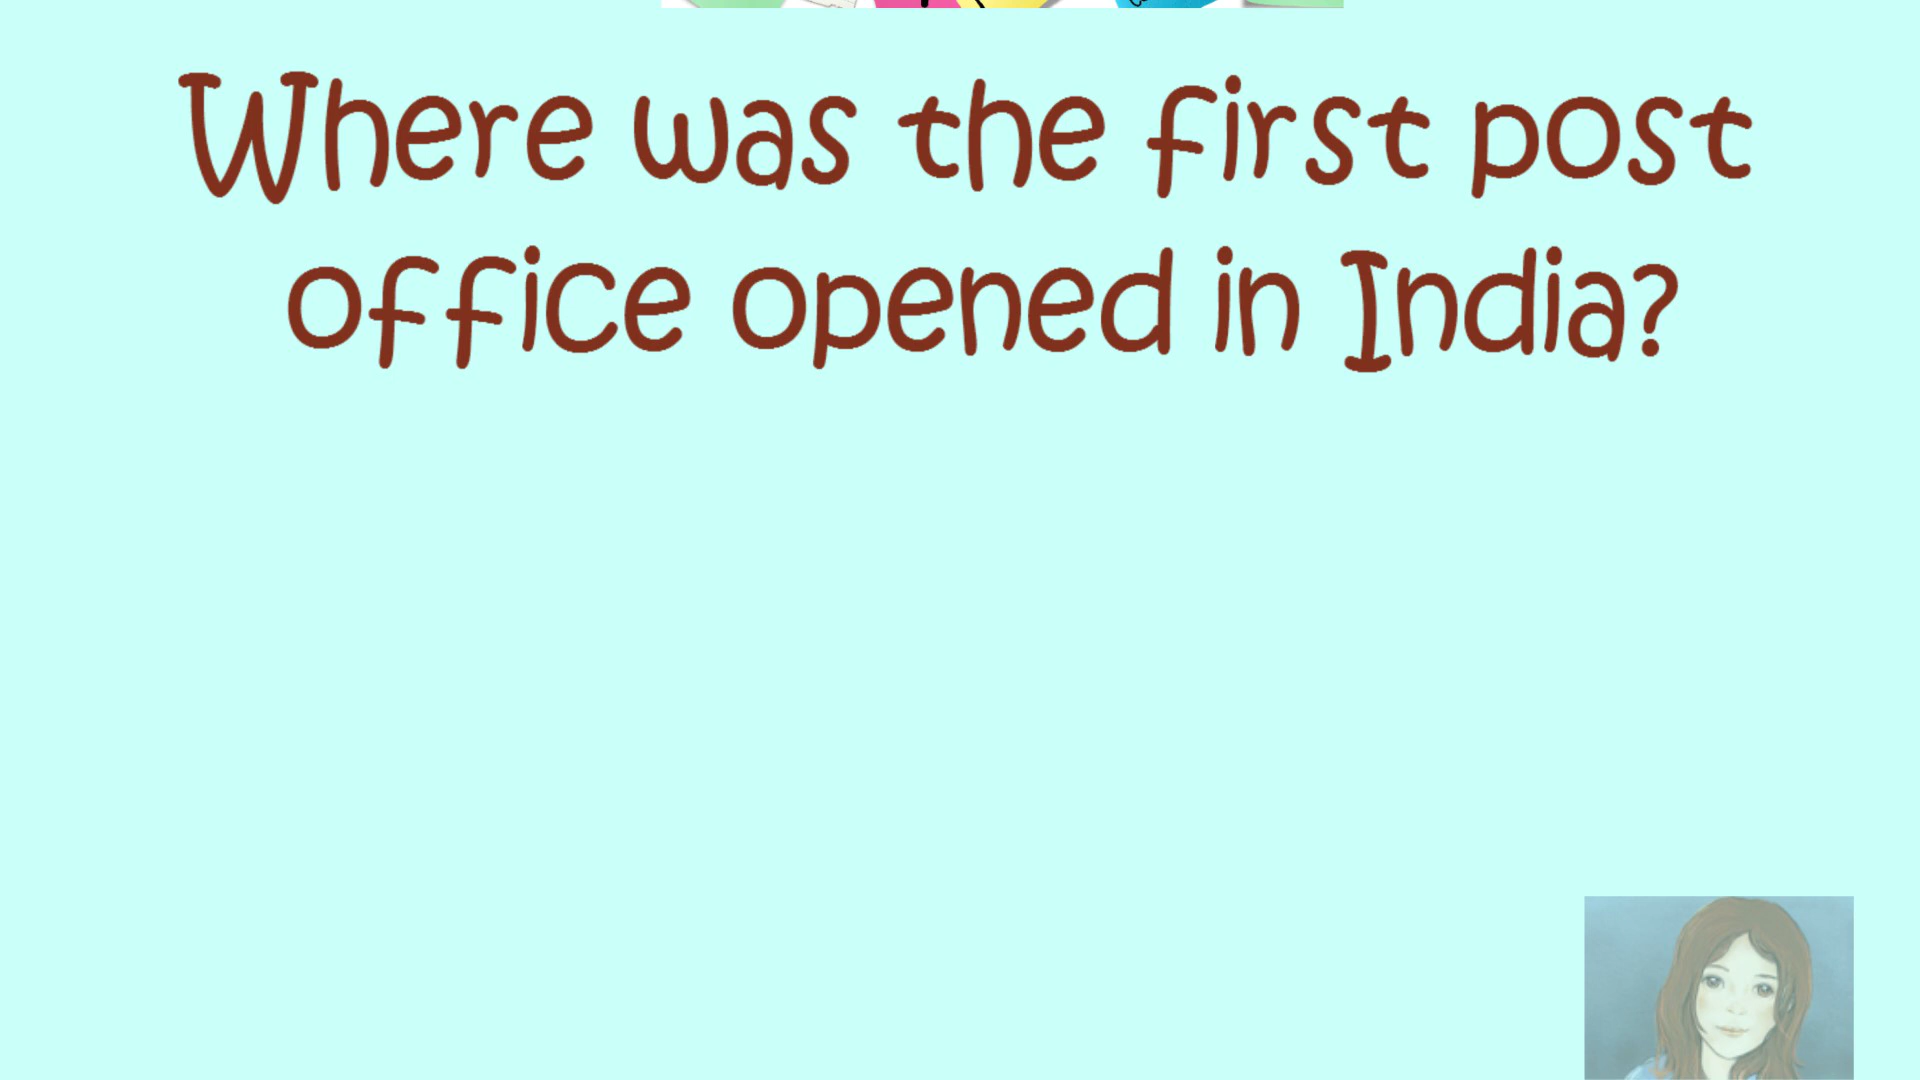 Where was the first post
office opened in India?